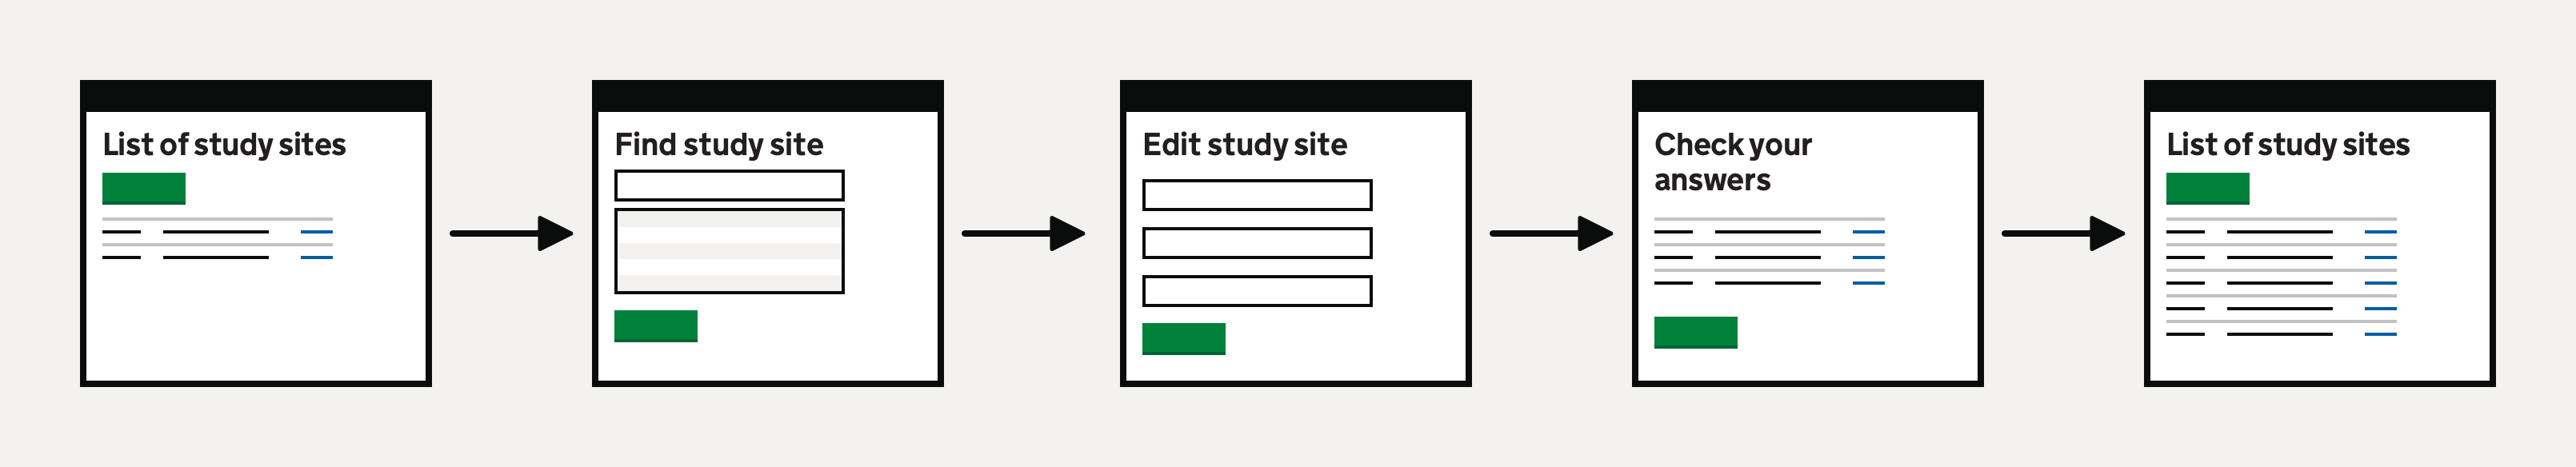 List of study sites
Find study site
Edit study site
Check your
answers
List of study sites